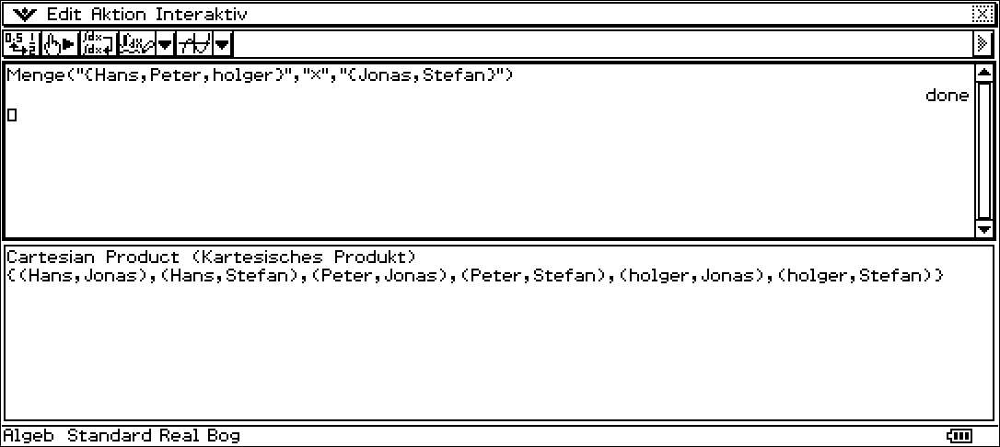 Edit Aktion Interaktiv
Menge("{Hans,Peter,holger}","×","{Jonas,Stefan}")
done
Cartesian Product (Kartesisches Produkt)
{(Hans,Jonas),(Hans,Stefan),(Peter,Jonas),(Peter,Stefan),(holger,Jonas),(holger,Stefan)}
Algeb Standard Real Bog